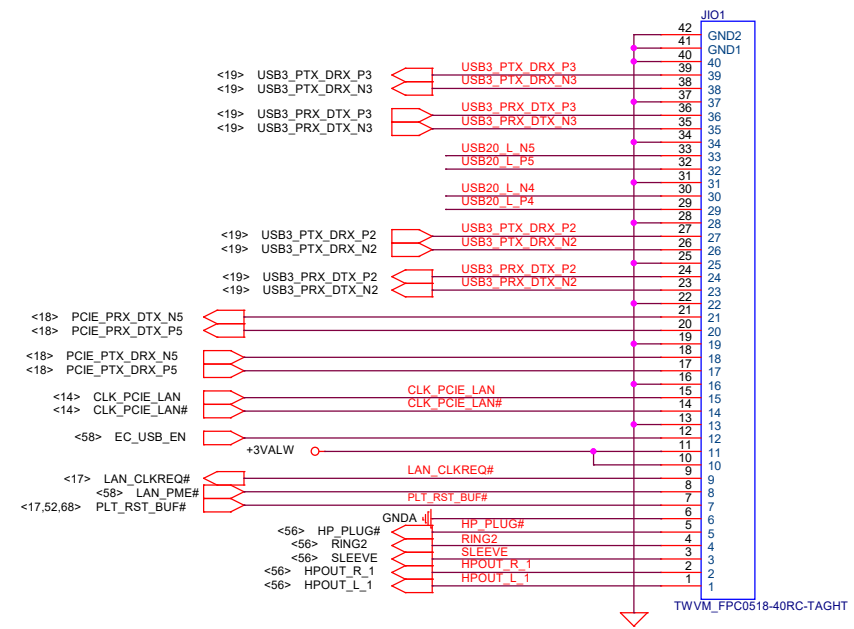 JIO1
42
GND2
41
GND1
40
40
<19> USB3_PTX_DRX_P3 USB3_PTX_DRX_P3 39
39
<19> USB3_PTX_DRX_N3 USB3_PTX_DRX_N3 38
38
37
37
<19> USB3_PRX_DTX_P3 USB3_PRX_DTX_P3 36
36
<19> USB3_PRX_DTX_N3 USB3_PRX_DTX_N3 35
35
34
34
USB20_L_N5 33
33
USB20_L_P5 32
32
31
31
USB20_L_N4 30
30
USB20_L_P4 29
29
28
28
<19> USB3_PTX_DRX_P2 USB3_PTX_DRX_P2 27
27
<19> USB3_PTX_DRX_N2 USB3_PTX_DRX_N2 26
26
25
25
<19> USB3_PRX_DTX_P2 USB3_PRX_DTX_P2 24
24
<19> USB3_PRX_DTX_N2 USB3_PRX_DTX_N2 23
23
22
22
<18> PCIE_PRX_DTX_N5 21
21
<18> PCIE_PRX_DTX_P5 20
20
19
19
<18> PCIE_PTX_DRX_N5 18
18
<18> PCIE_PTX_DRX_P5 17
17
16
16
<14> CLK_PCIE_LAN CLK_PCIE_LAN 15
15
<14> CLK_PCIE_LAN# CLK_PCIE_LAN# 14
14
13
13
<58> EC_USB_EN 12
12
+3VALW 11
11
10
10
<17> LAN_CLKREQ# LAN_CLKREQ# 9
9
<58> LAN_PME# 8
8
<17,52,68> PLT_RST_BUF# PLT_RST_BUF# 7
7
GNDA 6
6
<56> HP_PLUG# HP_PLUG# 5
5
<56> RING2 RING2 4
4
<56> SLEEVE SLEEVE 3
3
<56> HPOUT_R_1 HPOUT_R_1 2
2
<56> HPOUT_L_1 HPOUT_L_1 1
1
TWVM_FPC0518-40RC-TAGHT